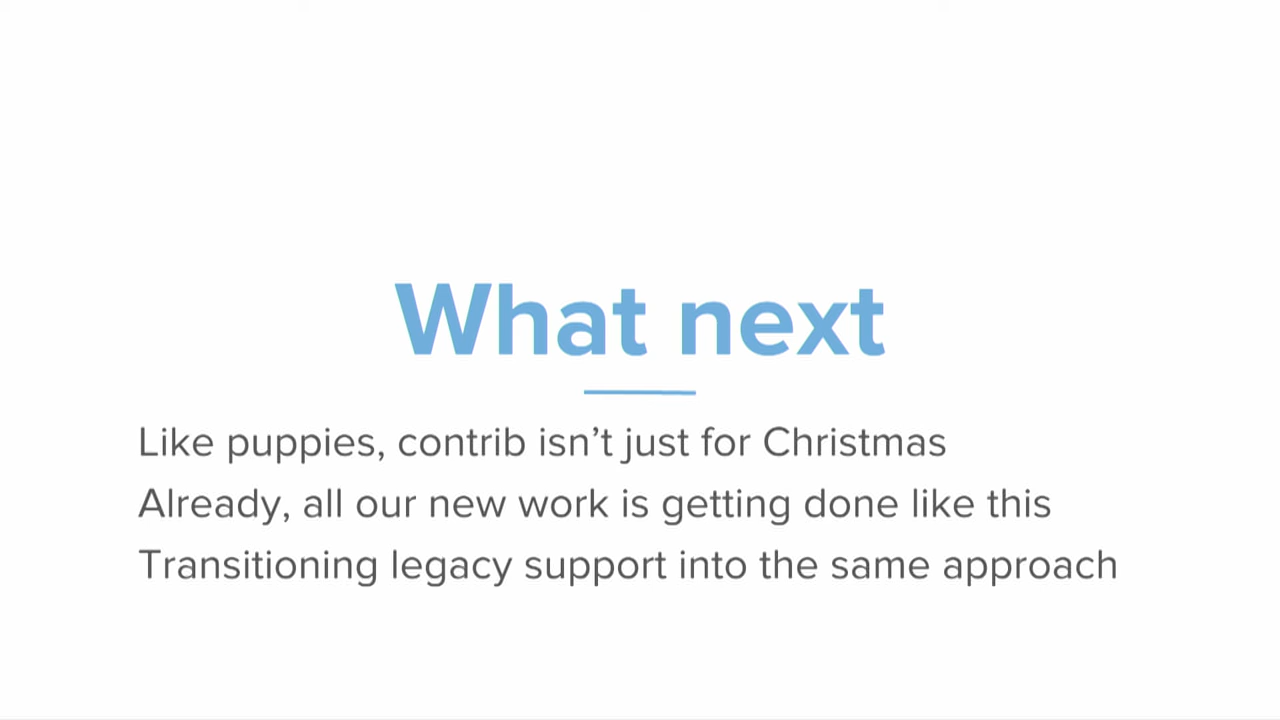 What next
Like puppies, contrib isn’t just for Christmas
Already, all our new work is getting done like this
Transitioning legacy support into the same approach